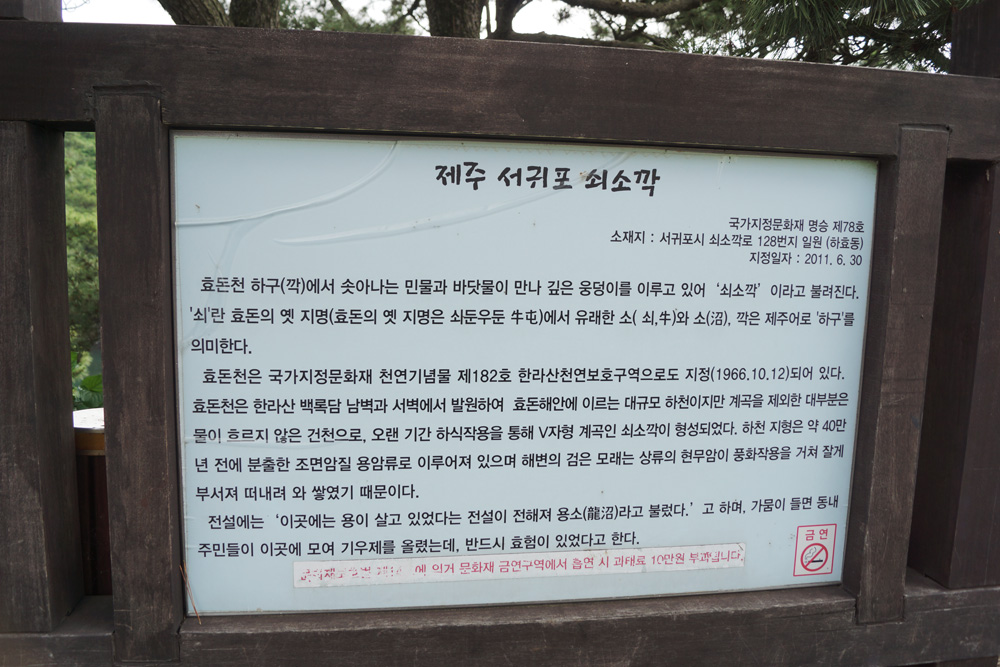 제주 서귀포 쇠소깍
국가지정문화재 명승 제78호
소재지 : 서귀포시 쇠소깍로 128번지 일원 (하효동)
지정일자 : 2011. 6. 30
효돈천 하구(깍)에서 솟아나는 민물과 바닷물이 만나 깊은 웅덩이를 이루고 있어 ‘쇠소깍’ 이라고 불려진다.
'쇠'란 효돈의 옛 지명(효돈의 옛 지명은 쇠둔우둔 牛屯)에서 유래한 소( 쇠,牛)와 소(沼), 깍은 제주어로 '하구'를
의미한다.
효돈천은 국가지정문화재 천연기념물 제182호 한라산천연보호구역으로도 지정(1966.10.12)되어 있다.
효돈천은 한라산 백록담 남벽과 서벽에서 발원하여 효돈해안에 이르는 대규모 하천이지만 계곡을 제외한 대부분은
물이 흐르지 않은 건천으로, 오랜 기간 하식작용을 통해 V자형 계곡인 쇠소깍이 형성되었다. 하천 지형은 약 40만
년 전에 분출한 조면암질 용암류로 이루어져 있으며 해변의 검은 모래는 상류의 현무암이 풍화작용을 거쳐 잘게
부서져 떠내려 와 쌓였기 때문이다.
전설에는 ‘이곳에는 용이 살고 있었다는 전설이 전해져 용소(龍沼)라고 불렀다.’ 고 하며, 가뭄이 들면 동내
주민들이 이곳에 모여 기우제를 올렸는데, 반드시 효험이 있었다고 한다.
금연
에 의거 문화재 금연구역에서 흡연 시 과태료 10만원 부과됩니다